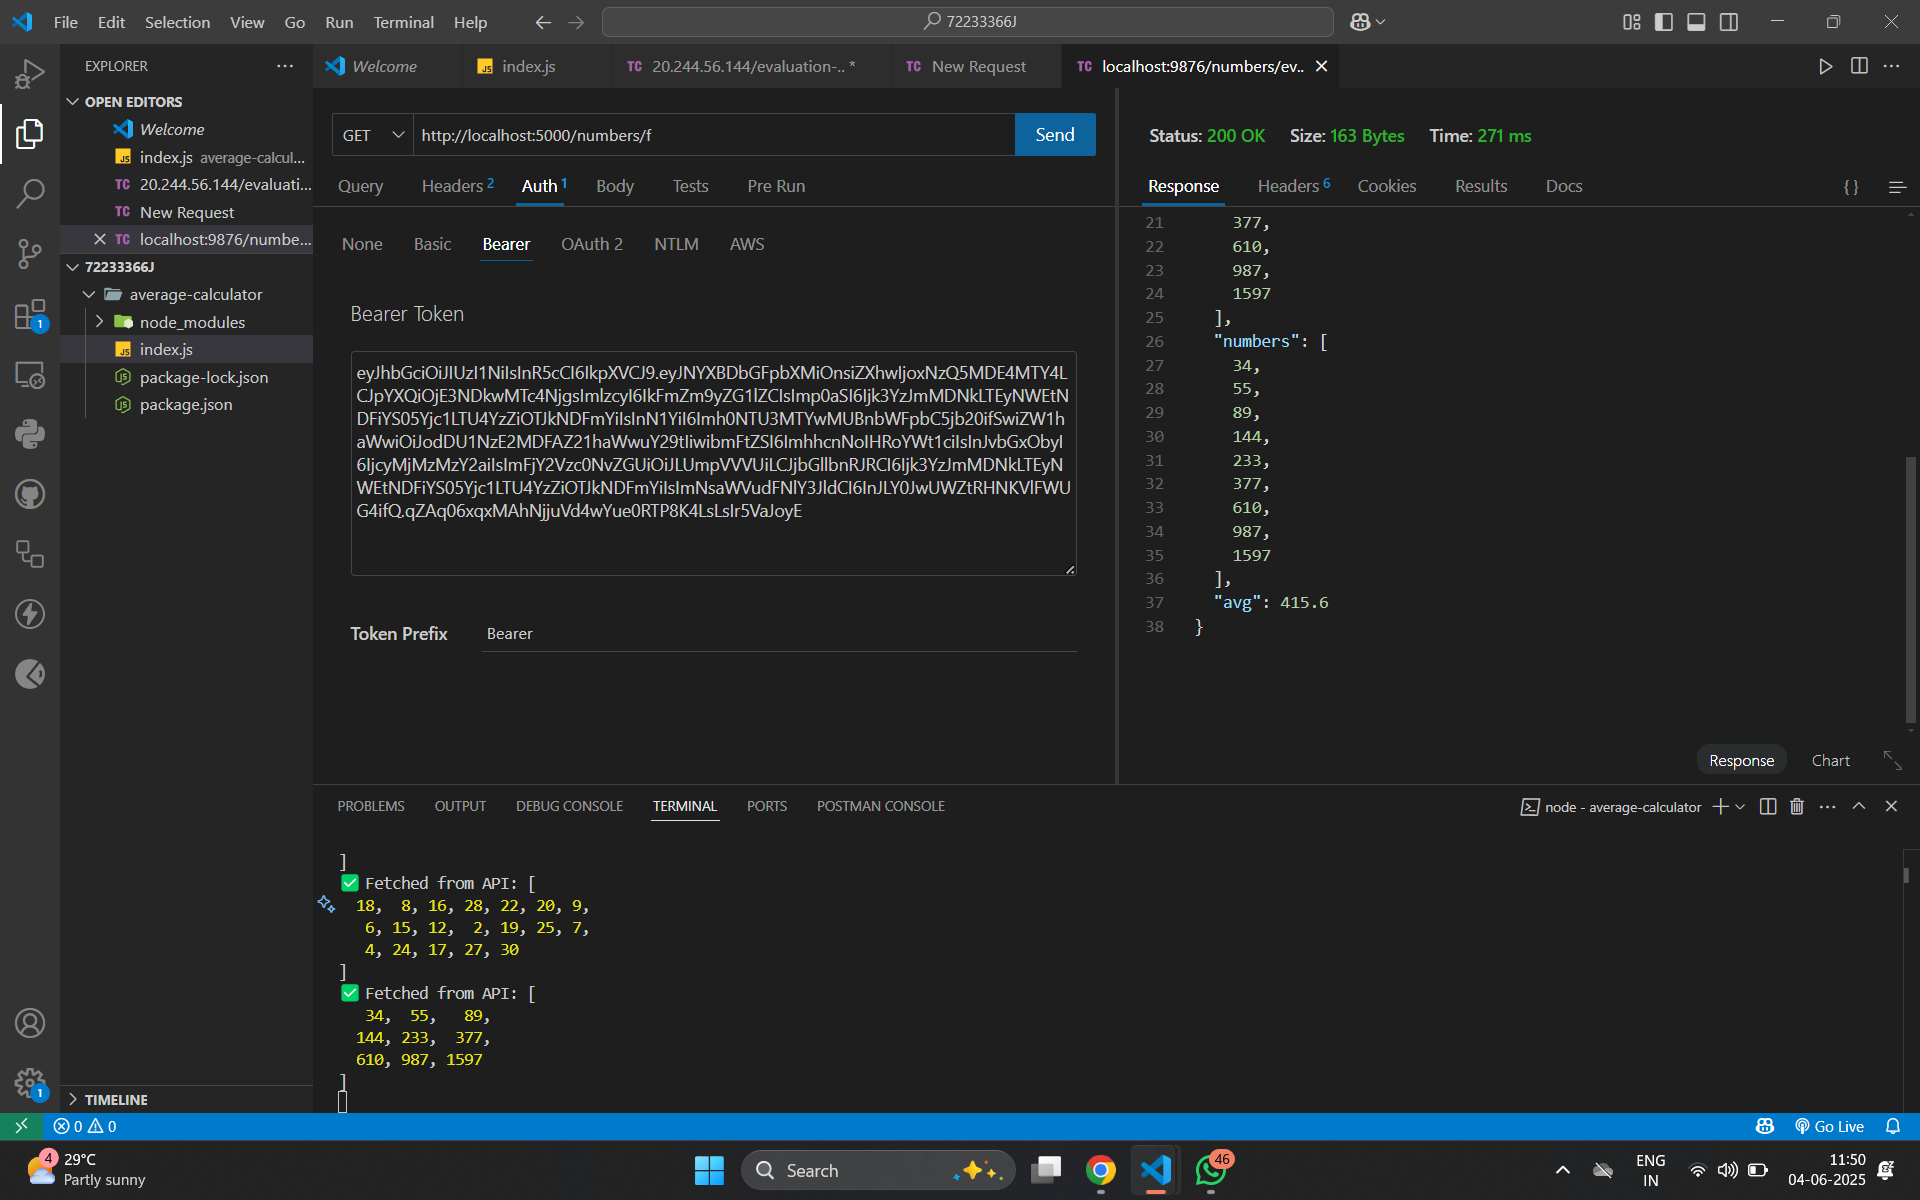 File Edit Selection View Go Run Terminal Help
72233366J
EXPLORER
OPEN EDITORS
Welcome
index.js average-calcul...
TC 20.244.56.144/evaluati...
TC New Request
TC localhost:9876/numbe...
72233366J
average-calculator
node_modules
index.js
package-lock.json
package.json
TIMELINE
Welcome
JS index.js
TC 20.244.56.144/evaluation-.. *
TC New Request
TC localhost:9876/numbers/ev..
GET
http://localhost:5000/numbers/f
Send
Query Headers 2 Auth 1 Body Tests Pre Run
None Basic Bearer OAuth 2 NTLM AWS
Bearer Token
Token Prefix Bearer
Status: 200 OK Size: 163 Bytes Time: 271 ms
Response Headers 6 Cookies Results Docs
{ }
21 377,
22 610,
23 987,
24 1597
25 ],
26 "numbers": [
27 34,
28 55,
29 89,
30 144,
31 233,
32 377,
33 610,
34 987,
35 1597
36 ],
37 "avg": 415.6
38 }
Response Chart
PROBLEMS OUTPUT DEBUG CONSOLE TERMINAL PORTS POSTMAN CONSOLE
node - average-calculator
]
Fetched from API: [
18, 8, 16, 28, 22, 20, 9,
6, 15, 12, 2, 19, 25, 7,
4, 24, 17, 27, 30
]
Fetched from API: [
34, 55, 89,
144, 233, 377,
610, 987, 1597
]
0 0
Go Live
4
29°C
Partly sunny
Search
46
ENG
IN
11:50
04-06-2025